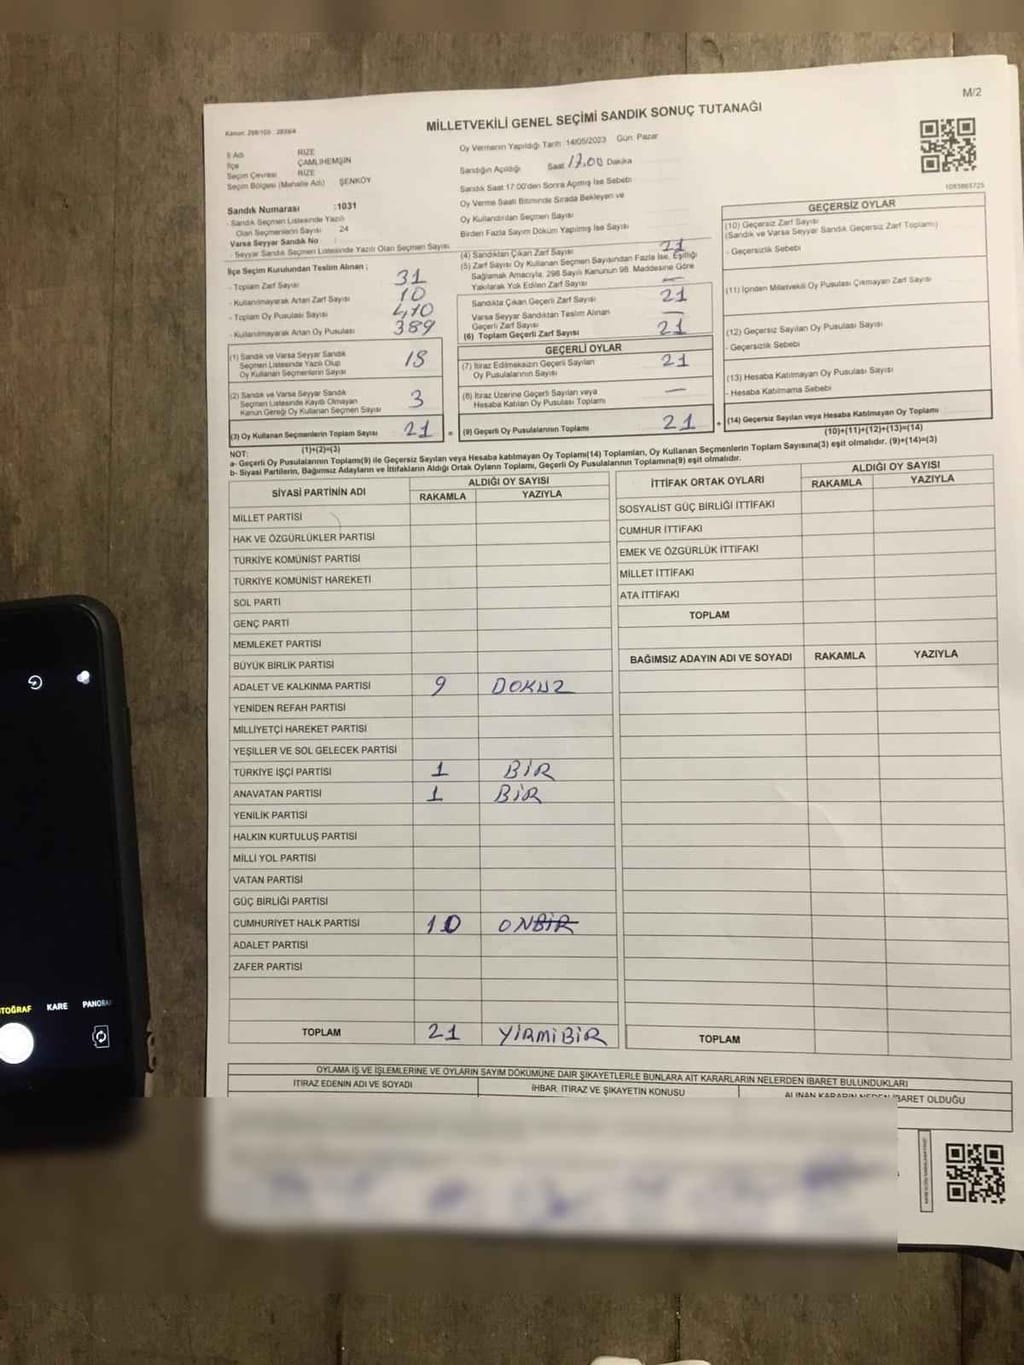 M/2
MİLLETVEKİLİ GENEL SEÇİMİ SANDIK SONUÇ TUTANAĞI
İl Adı RİZE
İlçe ÇAMLIHEMŞİN
Seçim Çevresi RİZE
Seçim Bölgesi (Mahalle Adı) ŞENKÖY
Sandık Numarası :1031
- Sandık Seçmen Listesinde Yazılı
Olan Seçmenlerin Sayısı 24
Varsa Seyyar Sandık No :
- Seyyar Sandık Seçmen Listesinde Yazılı Olan Seçmen Sayısı
Oy Vermenin Yapıldığı Tarih :14/05/2023 Gün: Pazar
Sandığın Açıldığı Saat 17.00 Dakika
Sandık Saat 17:00'den Sonra Açılmış İse Sebebi
Oy Verme Saati Bitiminde Sırada Bekleyen ve
Oy Kullandırılan Seçmen Sayısı
Birden Fazla Sayım Döküm Yapılmış İse Sayısı
İlçe Seçim Kurulundan Teslim Alınan ;
- Toplam Zarf Sayısı 31
- Kullanılmayarak Artan Zarf Sayısı 10
- Toplam Oy Pusulası Sayısı 410
- Kullanılmayarak Artan Oy Pusulası 389
(1) Sandık ve Varsa Seyyar Sandık
Seçmen Listesinde Yazılı Olup
Oy Kullanan Seçmenlerin Sayısı 18
(2) Sandık ve Varsa Seyyar Sandık
Seçmen Listesinde Kayıtlı Olmayan
Kanun Gereği Oy Kullanan Seçmen Sayısı 3
(3) Oy Kullanan Seçmenlerin Toplam Sayısı 21 =
(1)+(2)=(3)
(4) Sandıktan Çıkan Zarf Sayısı 21
(5) Zarf Sayısı Oy Kullanan Seçmen Sayısından Fazla İse, Eşitliği
Sağlamak Amacıyla, 298 Sayılı Kanunun 98. Maddesine Göre
Yakılarak Yok Edilen Zarf Sayısı —
Sandıkta Çıkan Geçerli Zarf Sayısı 21
Varsa Seyyar Sandıktan Teslim Alınan
Geçerli Zarf Sayısı —
(6) Toplam Geçerli Zarf Sayısı 21
GEÇERLİ OYLAR
(7) İtiraz Edilmeksizin Geçerli Sayılan
Oy Pusulalarının Sayısı 21
(8) İtiraz Üzerine Geçerli Sayılan veya
Hesaba Katılan Oy Pusulası Toplamı —
(9) Geçerli Oy Pusulalarının Toplamı 21 +
1093865725
GEÇERSİZ OYLAR
(10) Geçersiz Zarf Sayısı
(Sandık ve Varsa Seyyar Sandık Geçersiz Zarf Toplamı)
- Geçersizlik Sebebi
(11) İçinden Milletvekili Oy Pusulası Çıkmayan Zarf Sayısı
(12) Geçersiz Sayılan Oy Pusulası Sayısı
- Geçersizlik Sebebi
(13) Hesaba Katılmayan Oy Pusulası Sayısı
- Hesaba Katılmama Sebebi
(14) Geçersiz Sayılan veya Hesaba Katılmayan Oy Toplamı
(10)+(11)+(12)+(13)=(14)
NOT:
a- Geçerli Oy Pusulalarının Toplamı(9) ile Geçersiz Sayılan veya Hesaba katılmayan Oy Toplamı(14) Toplamları, Oy Kullanan Seçmenlerin Toplam Sayısına(3) eşit olmalıdır. (9)+(14)=(3)
b- Siyasi Partilerin, Bağımsız Adayların ve İttifakların Aldığı Ortak Oyların Toplamı, Geçerli Oy Pusulalarının Toplamına(9) eşit olmalıdır.
SİYASİ PARTİNİN ADI ALDIĞI OY SAYISI
RAKAMLA YAZIYLA
MİLLET PARTİSİ
HAK VE ÖZGÜRLÜKLER PARTİSİ
TÜRKİYE KOMÜNİST PARTİSİ
TÜRKİYE KOMÜNİST HAREKETİ
SOL PARTİ
GENÇ PARTİ
MEMLEKET PARTİSİ
BÜYÜK BİRLİK PARTİSİ
ADALET VE KALKINMA PARTİSİ 9 DOKUZ
YENİDEN REFAH PARTİSİ
MİLLİYETÇİ HAREKET PARTİSİ
YEŞİLLER VE SOL GELECEK PARTİSİ
TÜRKİYE İŞÇİ PARTİSİ 1 BİR
ANAVATAN PARTİSİ 1 BİR
YENİLİK PARTİSİ
HALKIN KURTULUŞ PARTİSİ
MİLLİ YOL PARTİSİ
VATAN PARTİSİ
GÜÇ BİRLİĞİ PARTİSİ
CUMHURİYET HALK PARTİSİ 10 ONBİR
ADALET PARTİSİ
ZAFER PARTİSİ
TOPLAM 21 YİRMİBİR
İTTİFAK ORTAK OYLARI ALDIĞI OY SAYISI
RAKAMLA YAZIYLA
SOSYALİST GÜÇ BİRLİĞİ İTTİFAKI
CUMHUR İTTİFAKI
EMEK VE ÖZGÜRLÜK İTTİFAKI
MİLLET İTTİFAKI
ATA İTTİFAKI
TOPLAM
BAĞIMSIZ ADAYIN ADI VE SOYADI RAKAMLA YAZIYLA
TOPLAM
OYLAMA İŞ VE İŞLEMLERİNE VE OYLARIN SAYIM DÖKÜMÜNE DAİR ŞİKAYETLERLE BUNLARA AİT KARARLARIN NELERDEN İBARET BULUNDUKLARI
İTİRAZ EDENİN ADI VE SOYADI İHBAR, İTİRAZ VE ŞİKAYETİN KONUSU ALINAN KARARIN NEDEN İBARET OLDUĞU
TOĞRAF KARE PANORA